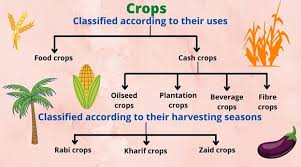 Crops
Classified according to their uses
Food crops
Cash crops
Oilseed crops
Plantation crops
Beverage crops
Fibre crops
Classified according to their harvesting seasons
Rabi crops
Kharif crops
Zaid crops